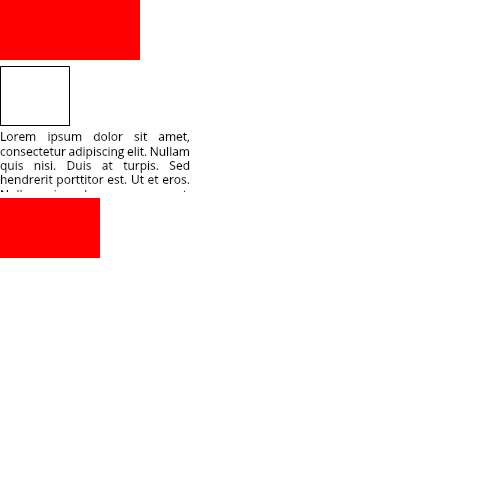 Lorem ipsum dolor sit amet,
consectetur adipiscing elit. Nullam
quis nisi. Duis at turpis. Sed
hendrerit porttitor est. Ut et eros.